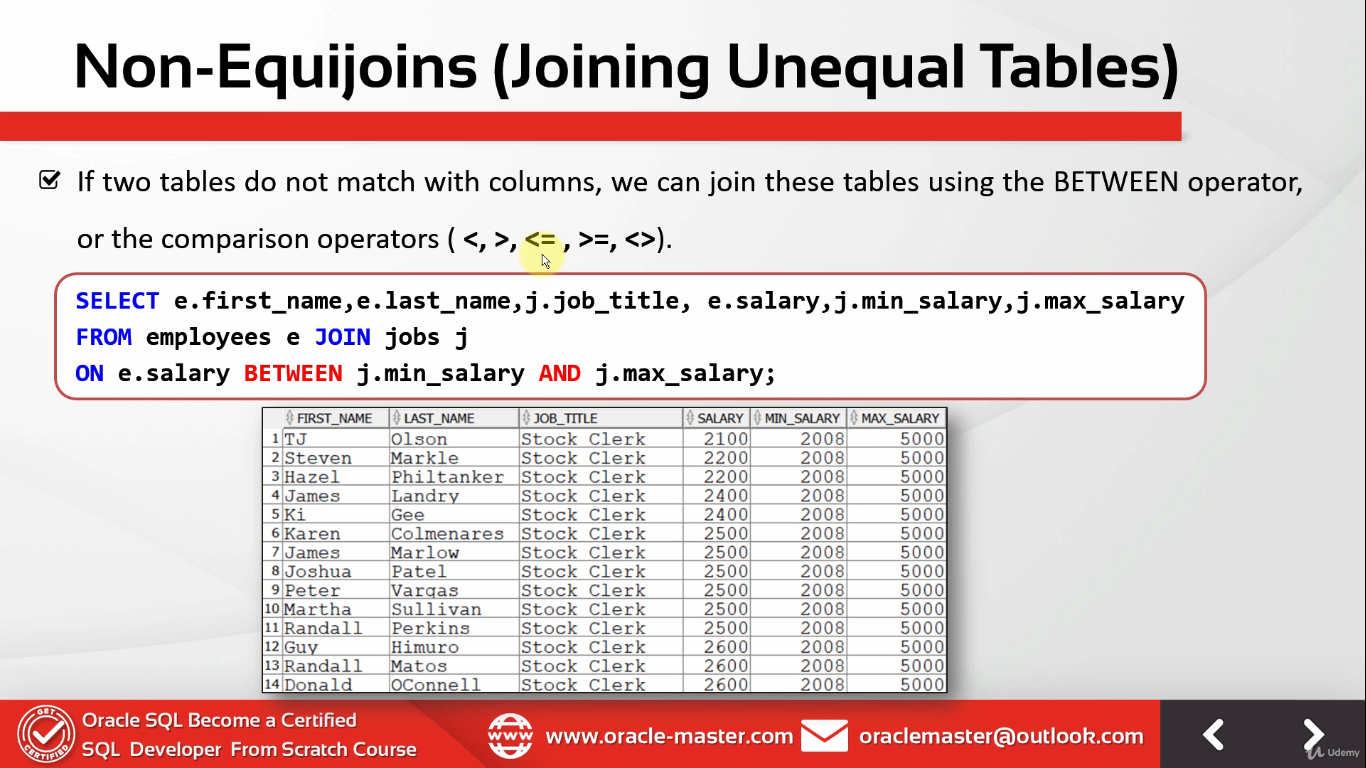 Non-Equijoins (Joining Unequal Tables)
If two tables do not match with columns, we can join these tables using the BETWEEN operator,
or the comparison operators ( <, >, <= , >=, <>).
SELECT e.first_name,e.last_name,j.job_title, e.salary,j.min_salary,j.max_salary
FROM employees e JOIN jobs j
ON e.salary BETWEEN j.min_salary AND j.max_salary;
FIRST_NAME LAST_NAME JOB_TITLE SALARY MIN_SALARY MAX_SALARY
1 TJ Olson Stock Clerk 2100 2008 5000
2 Steven Markle Stock Clerk 2200 2008 5000
3 Hazel Philtanker Stock Clerk 2200 2008 5000
4 James Landry Stock Clerk 2400 2008 5000
5 Ki Gee Stock Clerk 2400 2008 5000
6 Karen Colmenares Stock Clerk 2500 2008 5000
7 James Marlow Stock Clerk 2500 2008 5000
8 Joshua Patel Stock Clerk 2500 2008 5000
9 Peter Vargas Stock Clerk 2500 2008 5000
10 Martha Sullivan Stock Clerk 2500 2008 5000
11 Randall Perkins Stock Clerk 2500 2008 5000
12 Guy Himuro Stock Clerk 2600 2008 5000
13 Randall Matos Stock Clerk 2600 2008 5000
14 Donald OConnell Stock Clerk 2600 2008 5000
GET
CERTIFIED
Oracle SQL Become a Certified
SQL Developer From Scratch Course
www
www.oracle-master.com
oraclemaster@outlook.com
Udemy